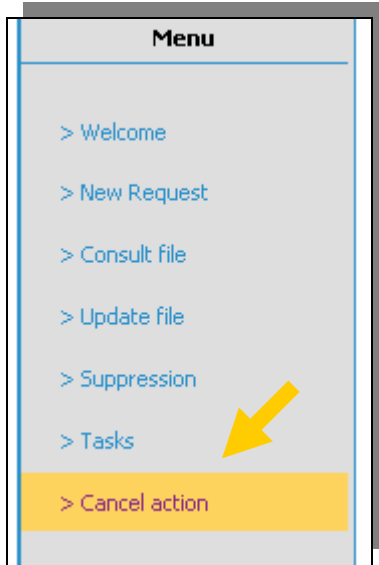 Menu
> Welcome
> New Request
> Consult file
> Update file
> Suppression
> Tasks
> Cancel action